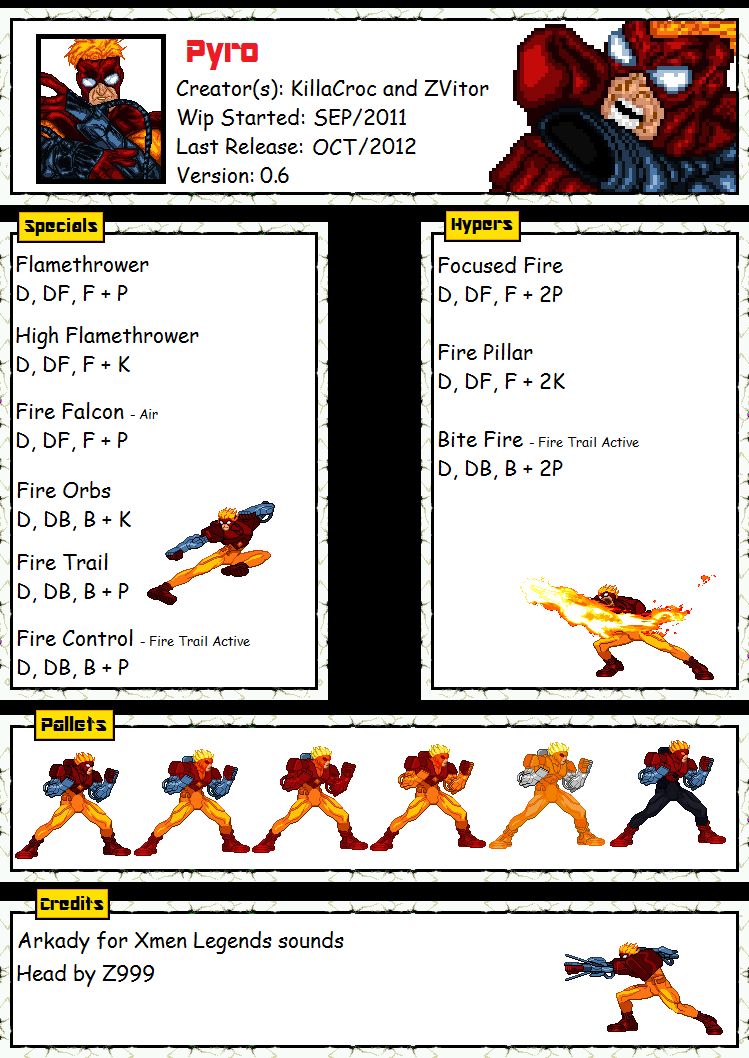 Pyro
Creator(s): KillaCroc and ZVitor
Wip Started: SEP/2011
Last Release: OCT/2012
Version: 0.6
Specials
Flamethrower
D, DF, F + P
High Flamethrower
D, DF, F + K
Fire Falcon - Air
D, DF, F + P
Fire Orbs
D, DB, B + K
Fire Trail
D, DB, B + P
Fire Control - Fire Trail Active
D, DB, B + P
Hypers
Focused Fire
D, DF, F + 2P
Fire Pillar
D, DF, F + 2K
Bite Fire - Fire Trail Active
D, DB, B + 2P
Pallets
Credits
Arkady for Xmen Legends sounds
Head by Z999